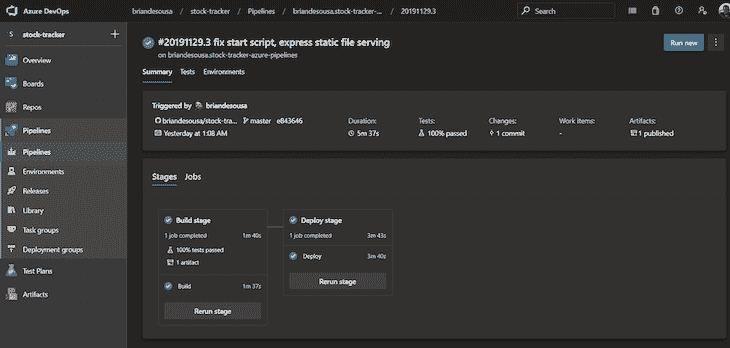 Azure DevOps
briandesousa / stock-tracker / Pipelines / briandesousa.stock-tracker-... / 20191129.3
Search
S stock-tracker
#20191129.3 fix start script, express static file serving
on briandesousa.stock-tracker-azure-pipelines
Run new
Overview
Boards
Repos
Pipelines
Pipelines
Environments
Releases
Library
Task groups
Deployment groups
Test Plans
Artifacts
Summary Tests Environments
Triggered by briandesousa
briandesousa/stock-tra... master e843646
Yesterday at 1:08 AM
Duration:
5m 37s
Tests:
100% passed
Changes:
1 commit
Work items:
-
Artifacts:
1 published
Stages Jobs
Build stage
1 job completed 1m 40s
100% tests passed
1 artifact
Build 1m 37s
Rerun stage
Deploy stage
1 job completed 3m 43s
Deploy 3m 40s
Rerun stage